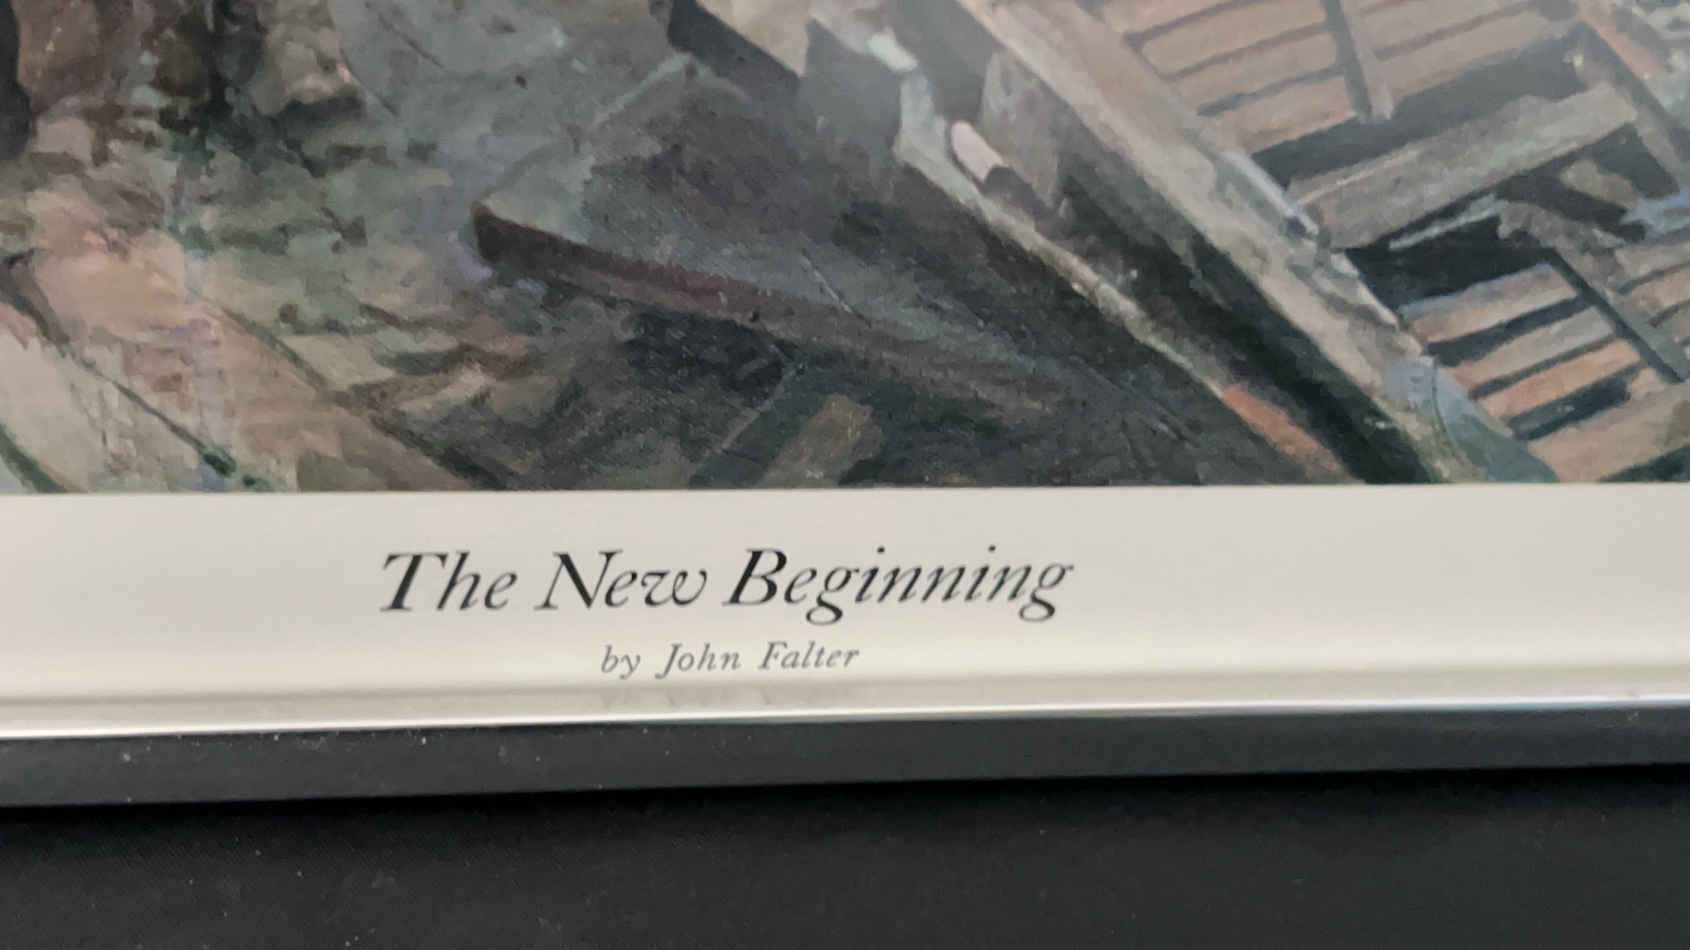 The New Beginning
by John Falter